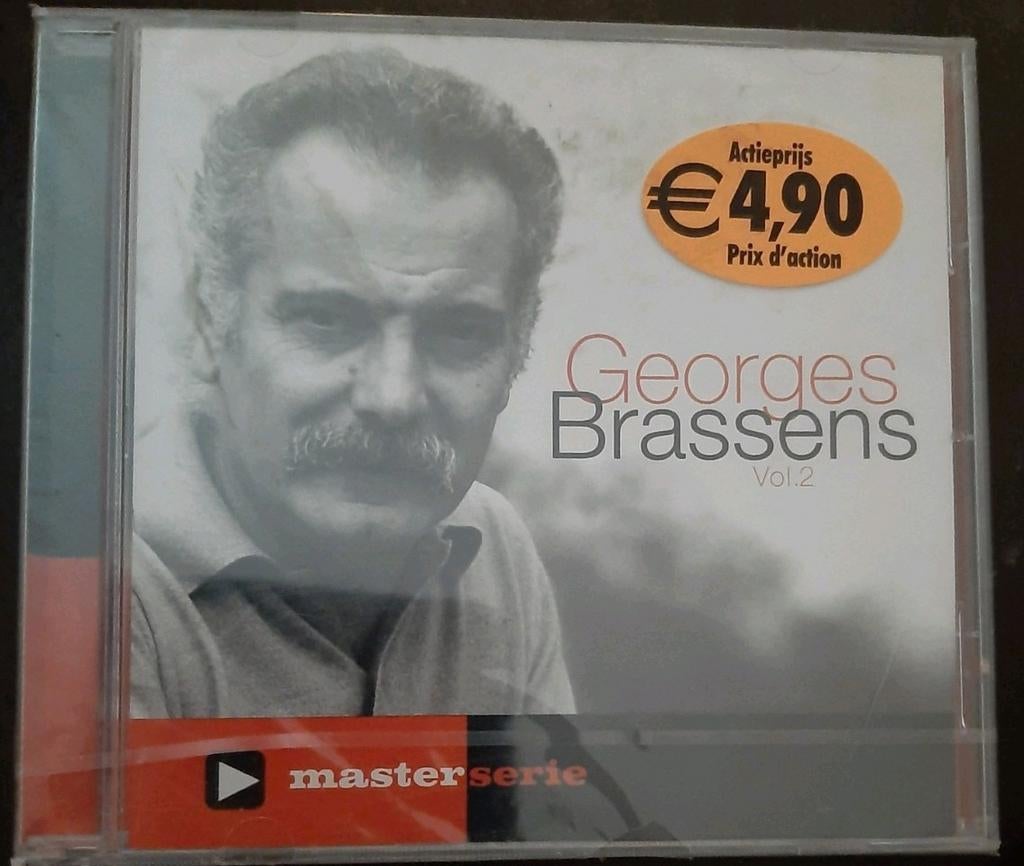 Actieprijs
€ 4,90
Prix d'action
Georges
Brassens
Vol.2
masterserie